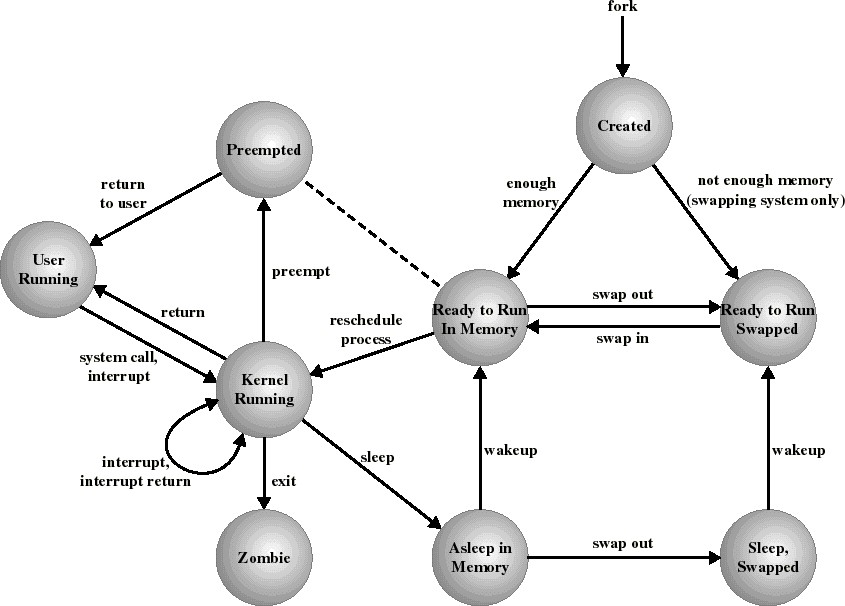 fork
Created
Preempted
enough
memory
not enough memory
(swapping system only)
return
to user
User
Running
preempt
return
reschedule
process
Ready to Run
In Memory
swap out
swap in
Ready to Run
Swapped
system call,
interrupt
Kernel
Running
interrupt,
interrupt return
sleep
wakeup
wakeup
exit
Zombie
Asleep in
Memory
swap out
Sleep,
Swapped